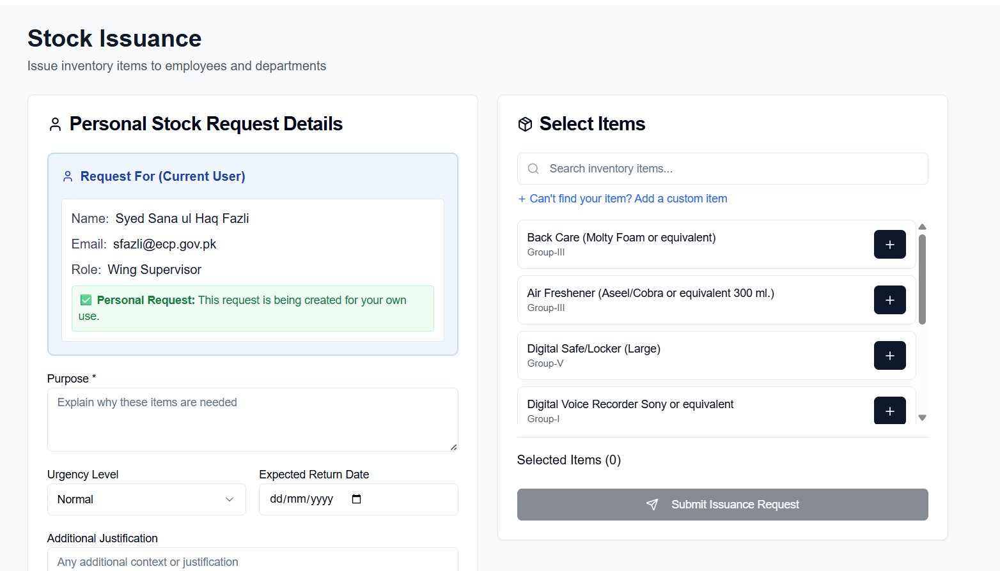 Stock Issuance
Issue inventory items to employees and departments
Personal Stock Request Details
Request For (Current User)
Name: Syed Sana ul Haq Fazli
Email: sfazli@ecp.gov.pk
Role: Wing Supervisor
Personal Request: This request is being created for your own
use.
Purpose *
Explain why these items are needed
Urgency Level
Normal
Expected Return Date
dd/mm/yyyy
Additional Justification
Any additional context or justification
Select Items
Search inventory items...
+ Can't find your item? Add a custom item
Back Care (Molty Foam or equivalent)
Group-III
Air Freshener (Aseel/Cobra or equivalent 300 ml.)
Group-III
Digital Safe/Locker (Large)
Group-V
Digital Voice Recorder Sony or equivalent
Group-I
Selected Items (0)
Submit Issuance Request